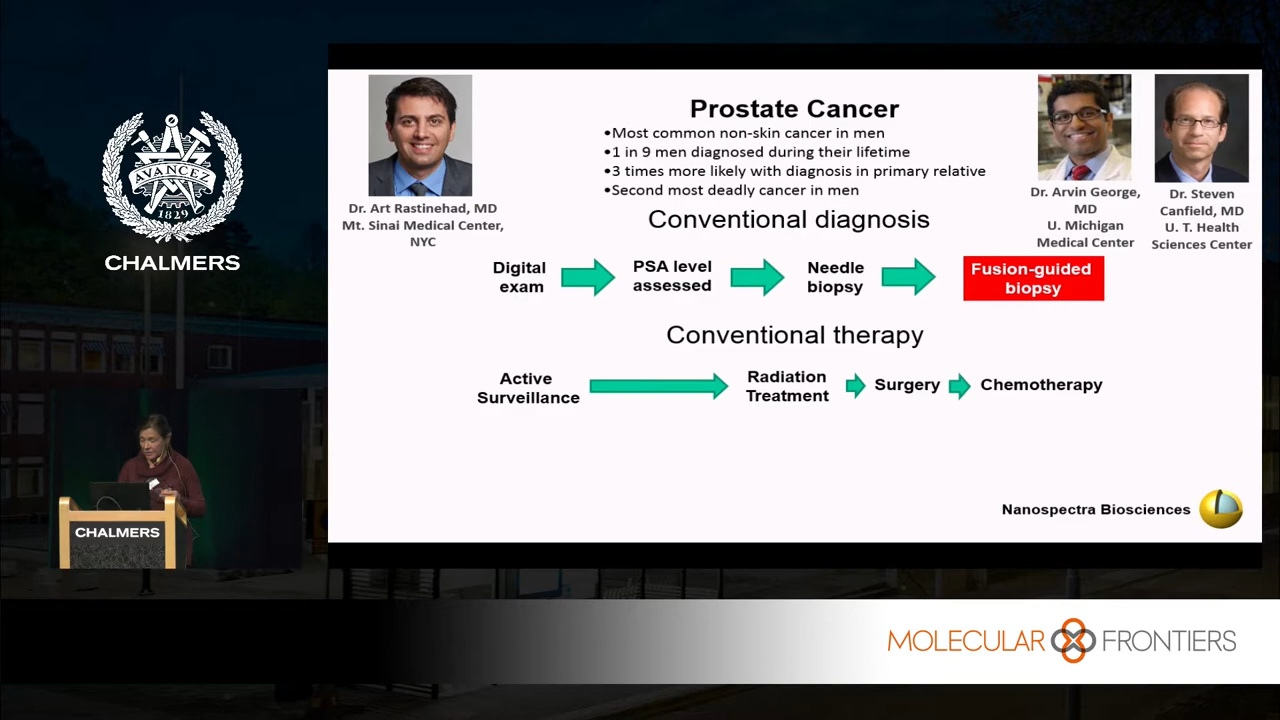 AVANCEZ
1829
CHALMERS
CHALMERS
Prostate Cancer
•Most common non-skin cancer in men
•1 in 9 men diagnosed during their lifetime
•3 times more likely with diagnosis in primary relative
•Second most deadly cancer in men
Dr. Art Rastinehad, MD
Mt. Sinai Medical Center,
NYC
Dr. Arvin George,
MD
U. Michigan
Medical Center
Dr. Steven
Canfield, MD
U. T. Health
Sciences Center
Conventional diagnosis
Digital
exam
PSA level
assessed
Needle
biopsy
Fusion-guided
biopsy
Conventional therapy
Active
Surveillance
Radiation
Treatment
Surgery
Chemotherapy
Nanospectra Biosciences
MOLECULAR FRONTIERS